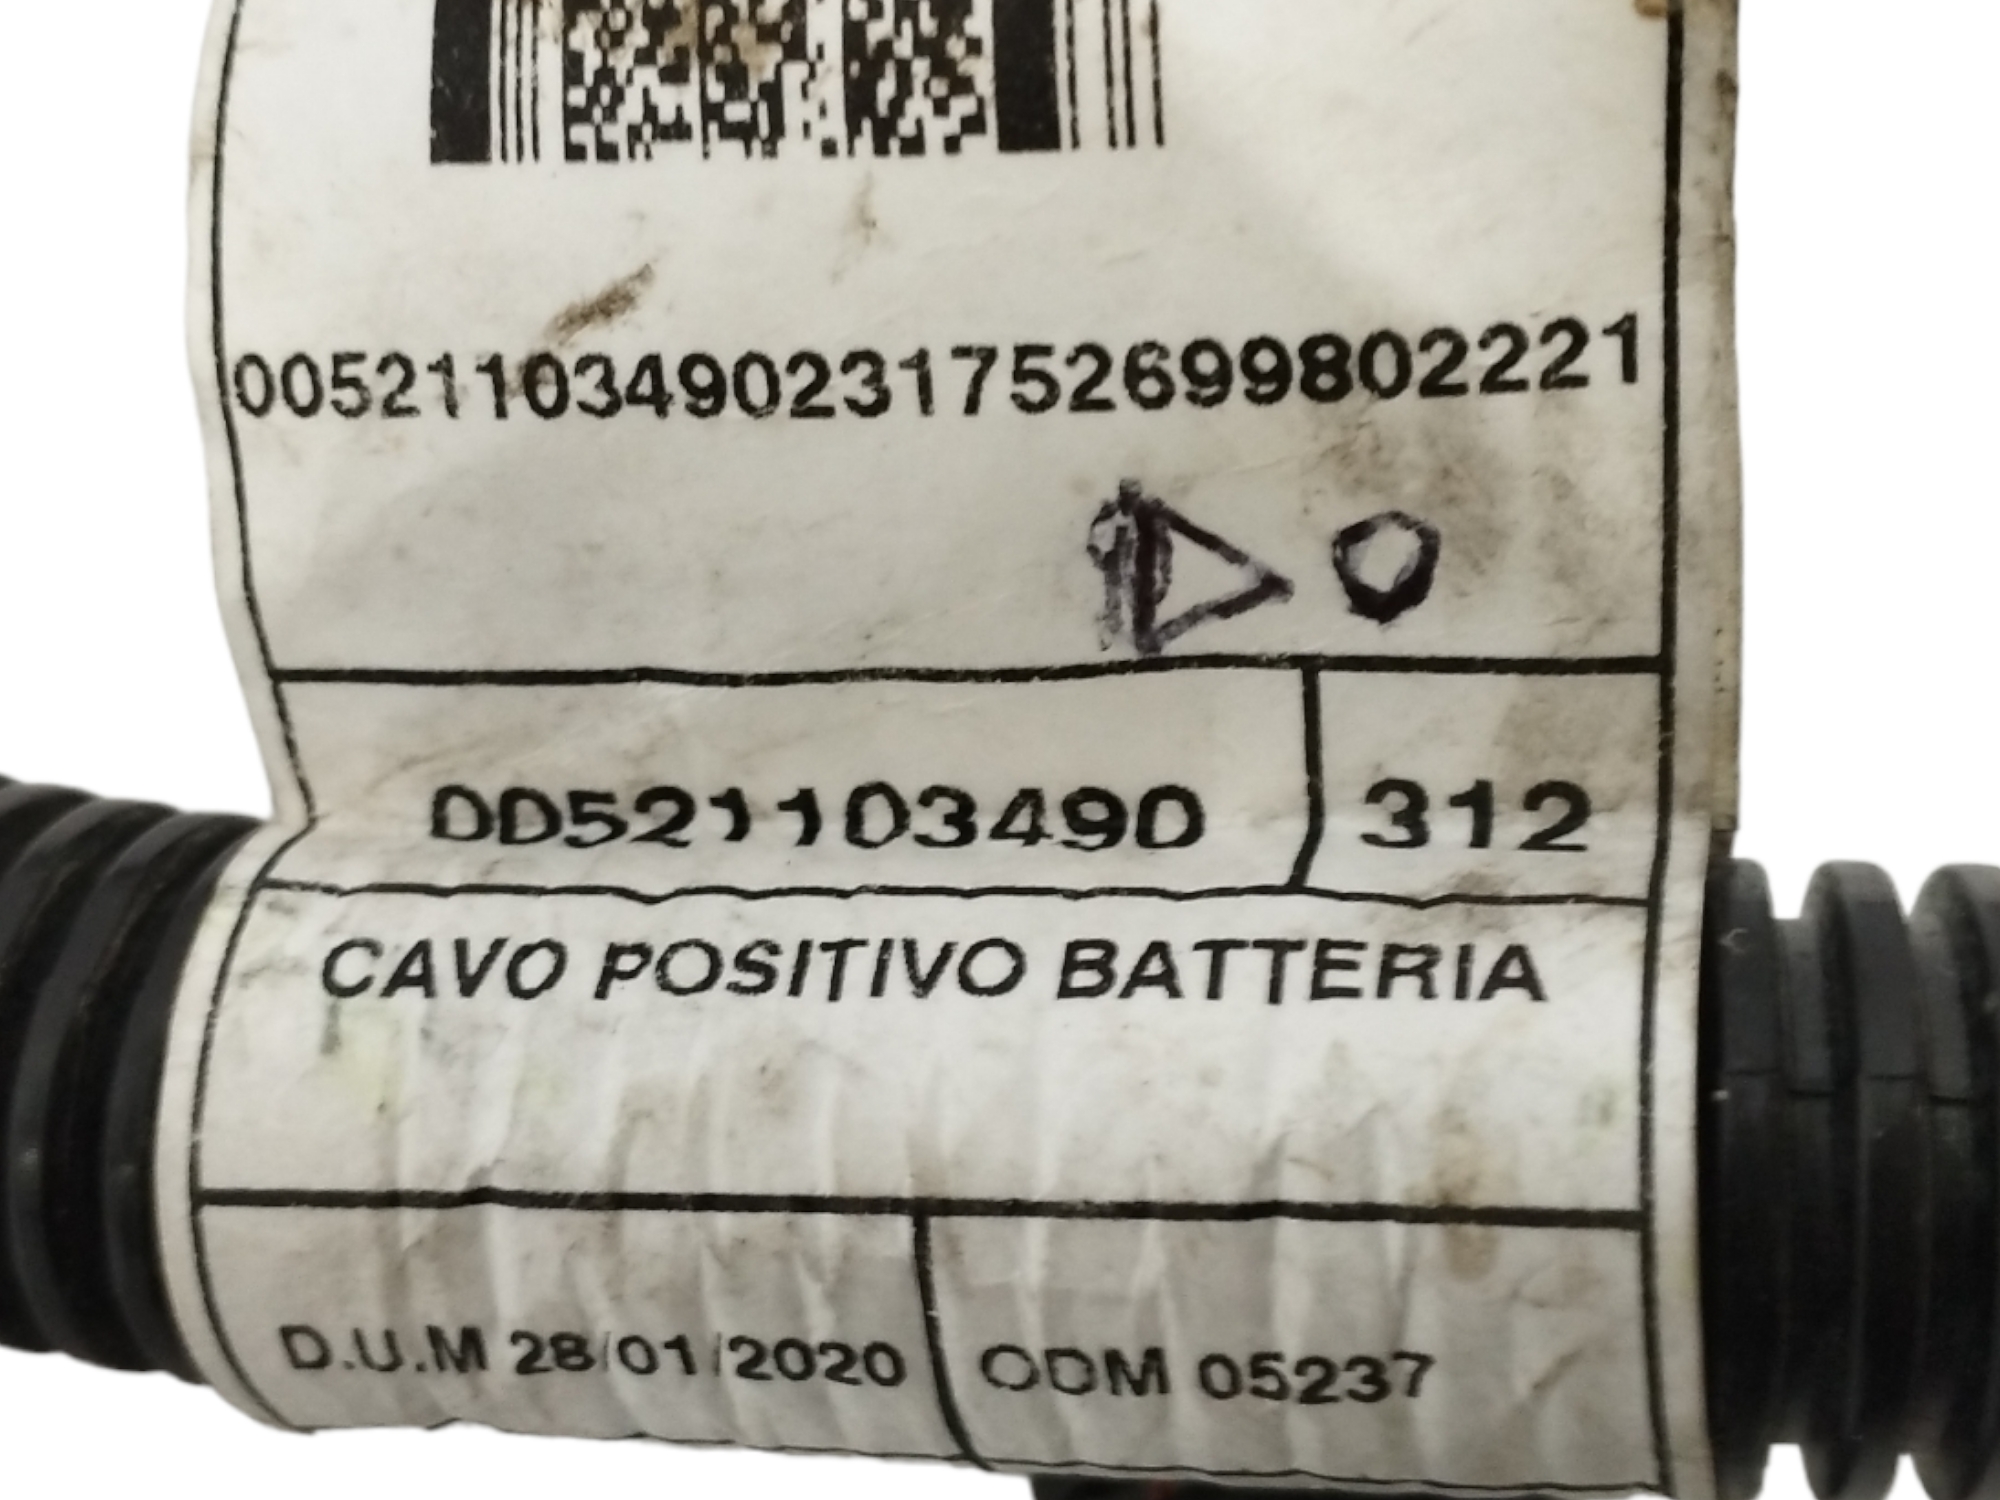 00521103490231752699802221
00521103490 312
CAVO POSITIVO BATTERIA
D.U.M 28/01/2020 ODM 05237